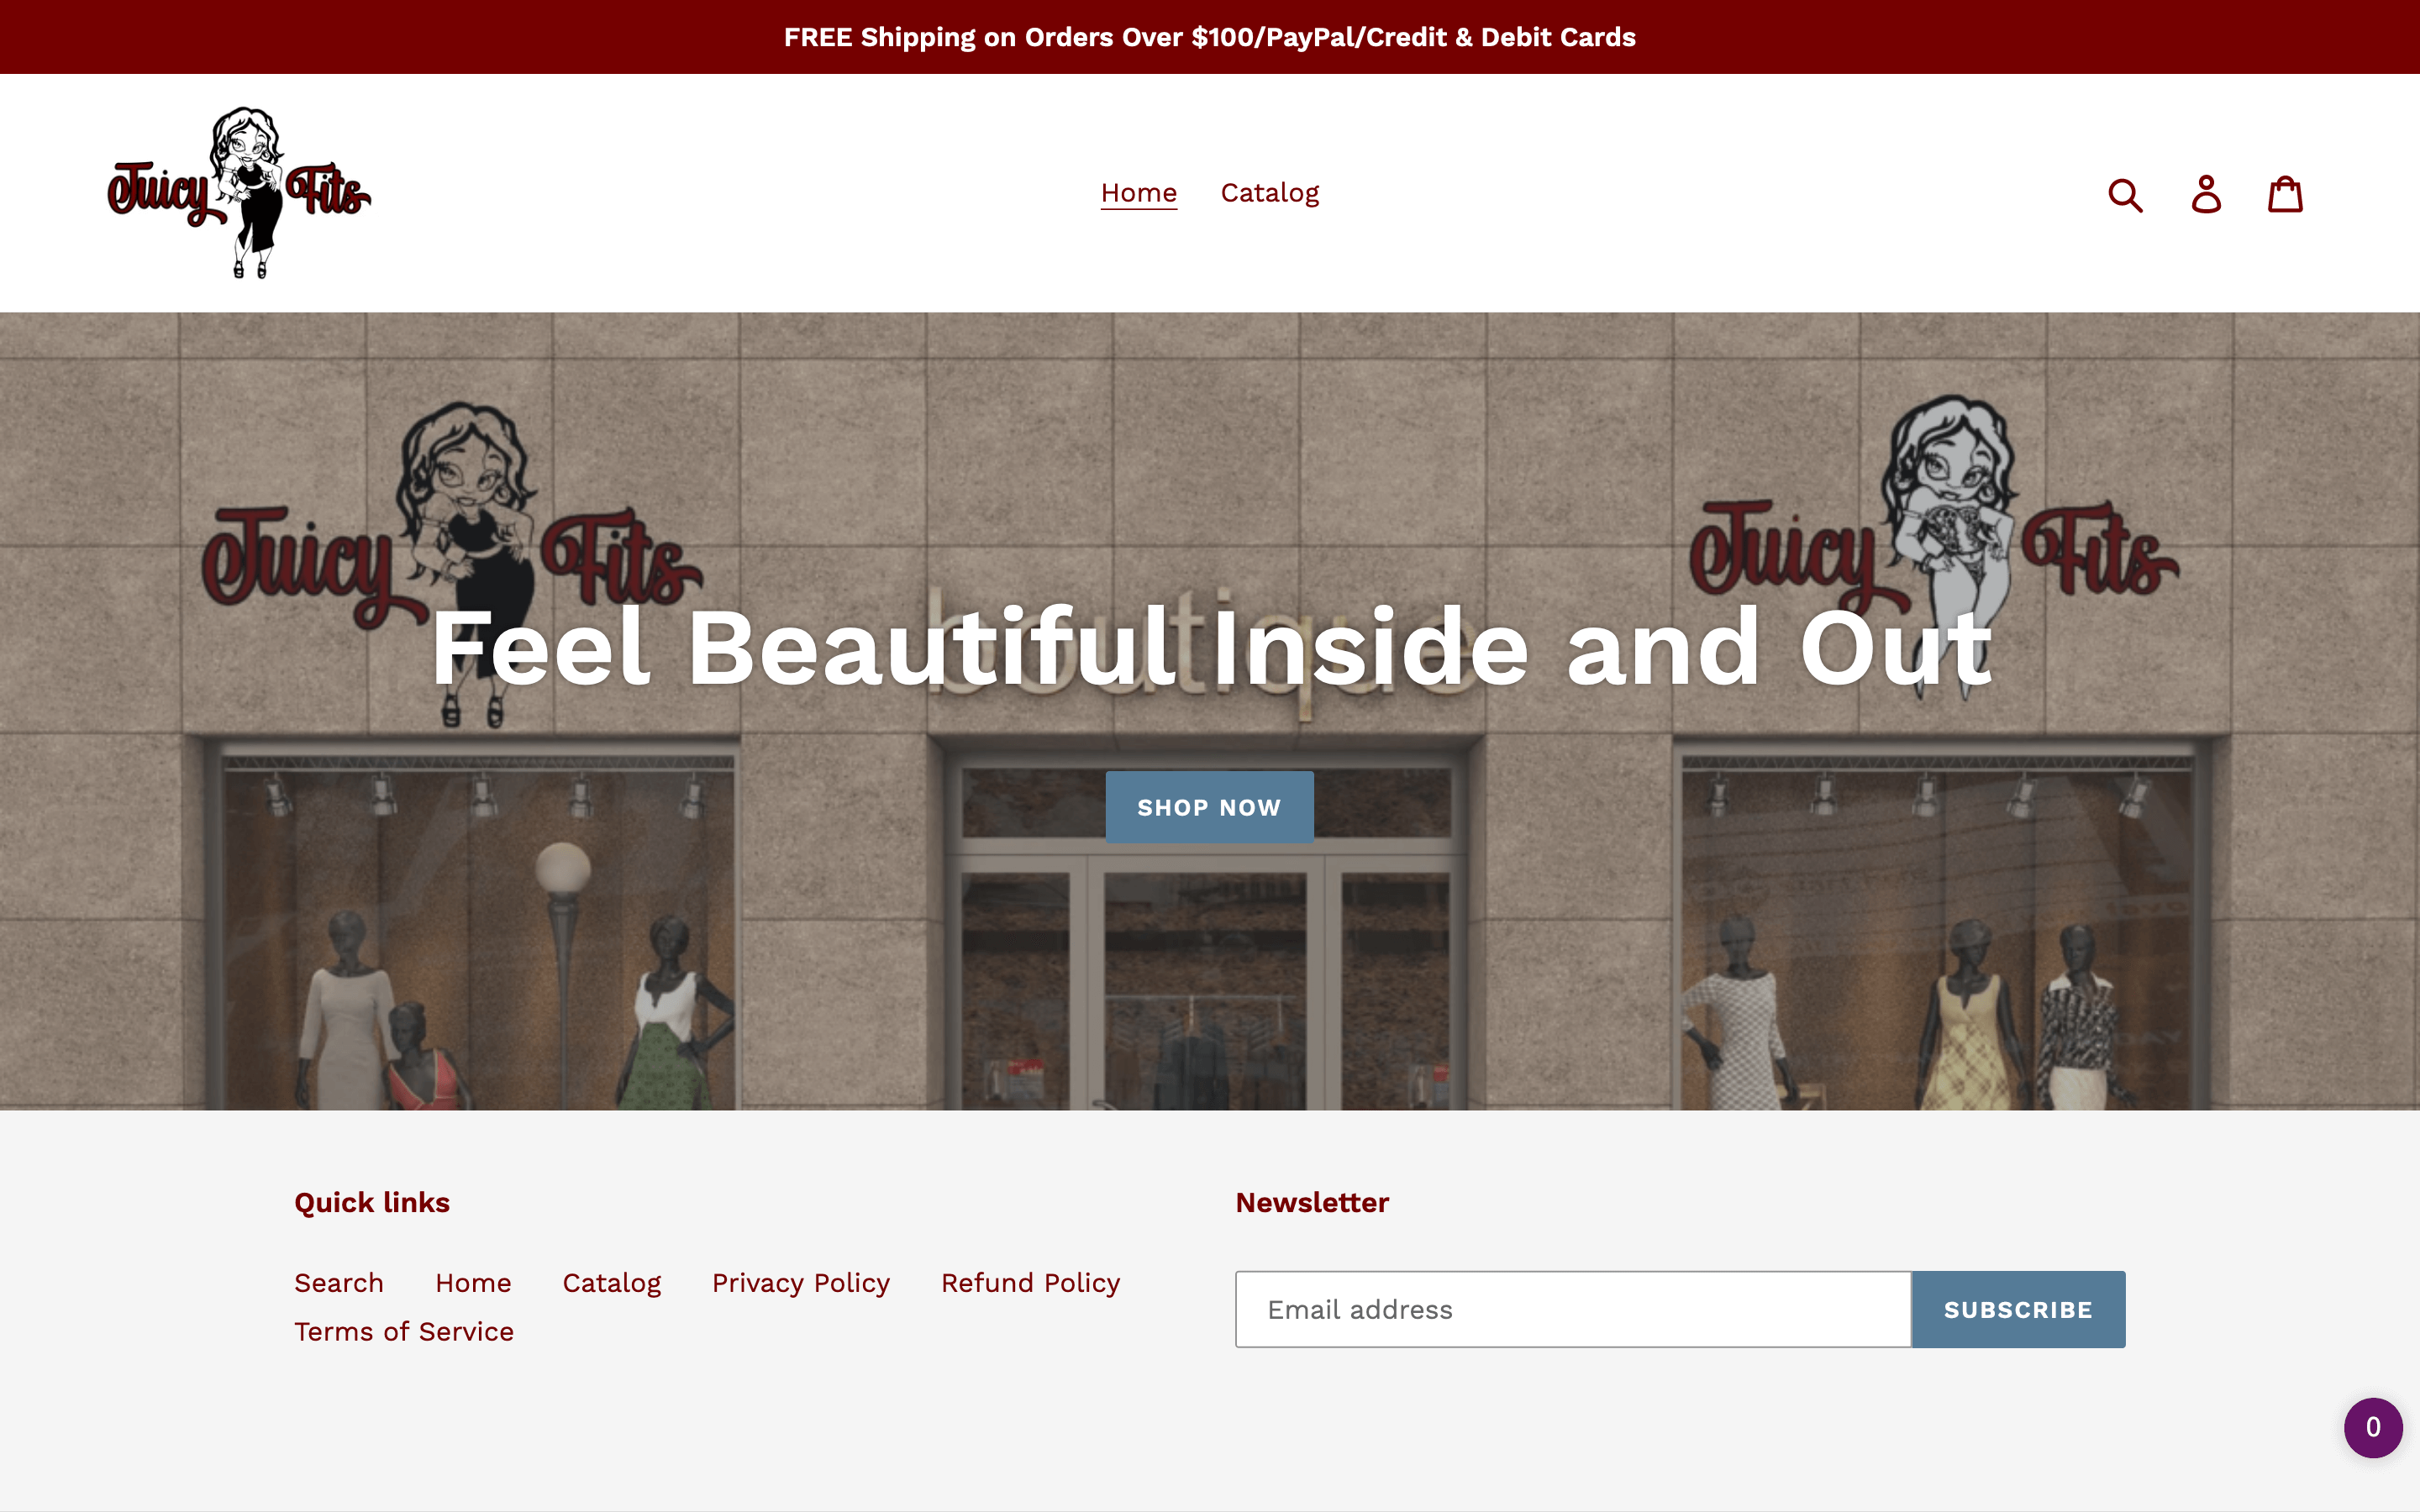 FREE Shipping on Orders Over $100/PayPal/Credit & Debit Cards
Juicy Fits
Home Catalog
Juicy Fits
Juicy Fits
boutique
Feel Beautiful Inside and Out
SHOP NOW
Quick links
Search Home Catalog Privacy Policy Refund Policy
Terms of Service
Newsletter
Email address
SUBSCRIBE
0